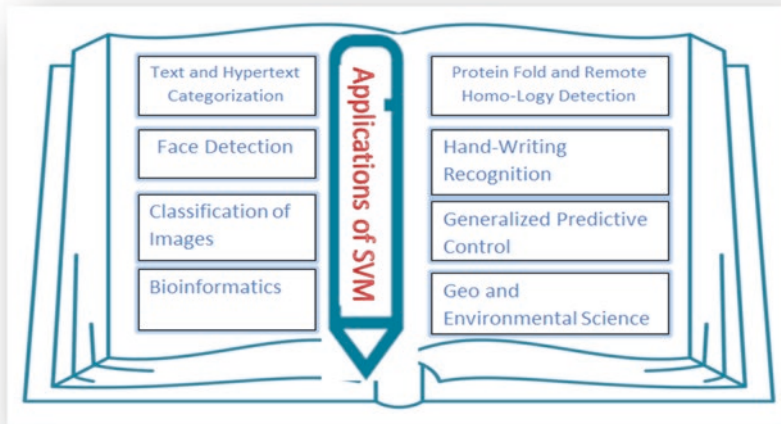 Applications of SVM
Text and Hypertext
Categorization
Face Detection
Classification of
Images
Bioinformatics
Protein Fold and Remote
Homo-Logy Detection
Hand-Writing
Recognition
Generalized Predictive
Control
Geo and
Environmental Science